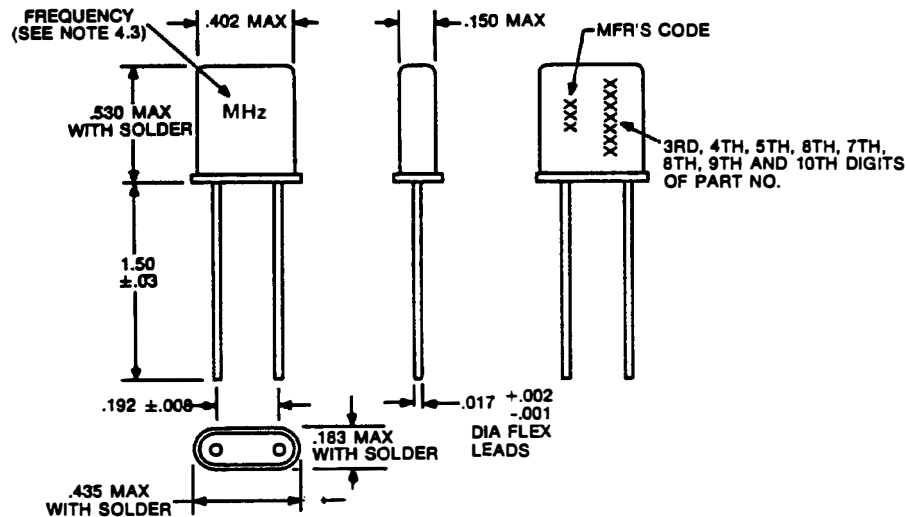 FREQUENCY
(SEE NOTE 4.3)
.402 MAX
.150 MAX
MFR'S CODE
MHz
XXX
XXXXXXX
.530 MAX
WITH SOLDER
3RD, 4TH, 5TH, 8TH, 7TH,
8TH, 9TH AND 10TH DIGITS
OF PART NO.
1.50
±.03
.192 ±.008
.017 +.002
-.001
DIA FLEX
LEADS
.183 MAX
WITH SOLDER
.435 MAX
WITH SOLDER